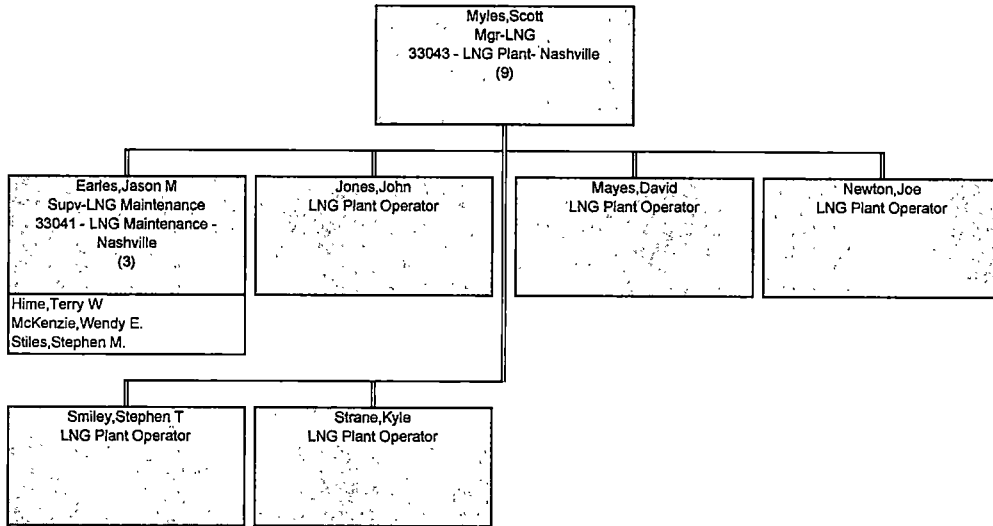 Myles,Scott
Mgr-LNG
33043 - LNG Plant- Nashville
(9)
Earles,Jason M
Supv-LNG Maintenance
33041 - LNG Maintenance -
Nashville
(3)
Hime,Terry W
McKenzie,Wendy E.
Stiles,Stephen M.
Jones,John
LNG Plant Operator
Mayes,David
LNG Plant Operator
Newton,Joe
LNG Plant Operator
Smiley,Stephen T
LNG Plant Operator
Strane,Kyle
LNG Plant Operator